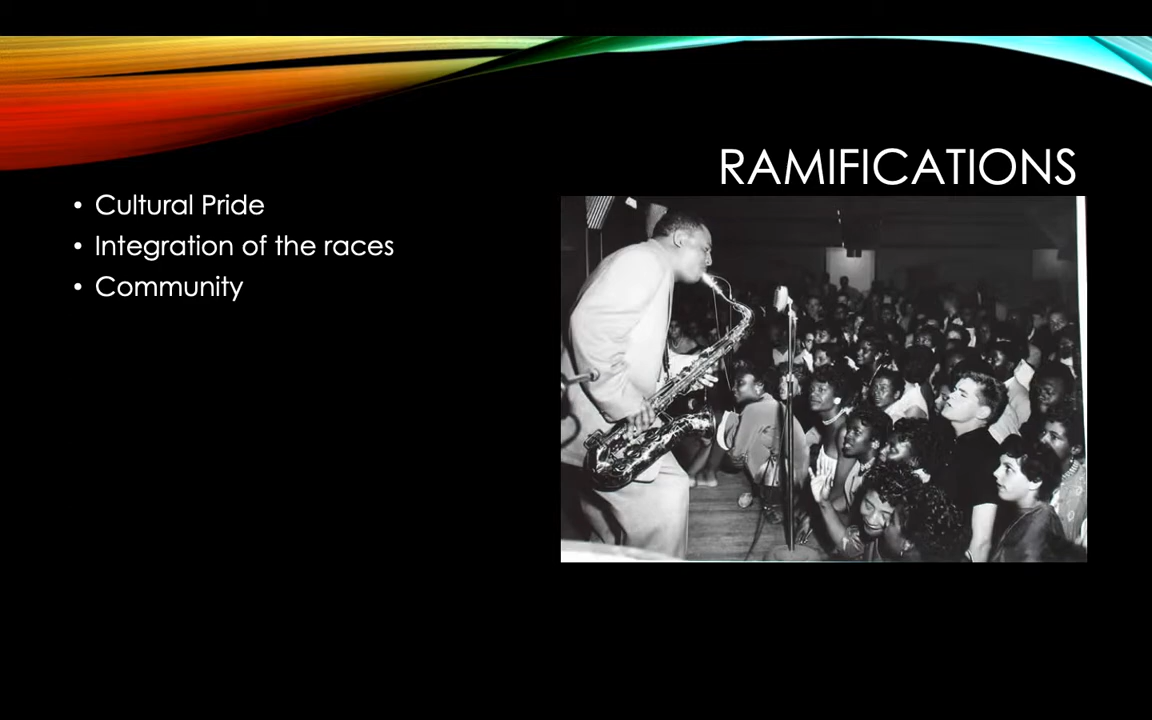 RAMIFICATIONS
• Cultural Pride
• Integration of the races
• Community